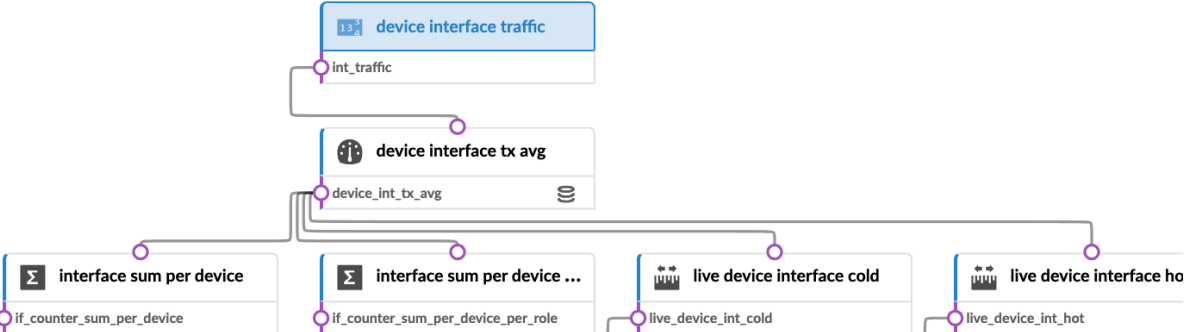 device interface traffic
int_traffic
device interface tx avg
device_int_tx_avg
interface sum per device
interface sum per device ...
live device interface cold
live device interface ho
if_counter_sum_per_device
if_counter_sum_per_device_per_role
live_device_int_cold
live_device_int_hot